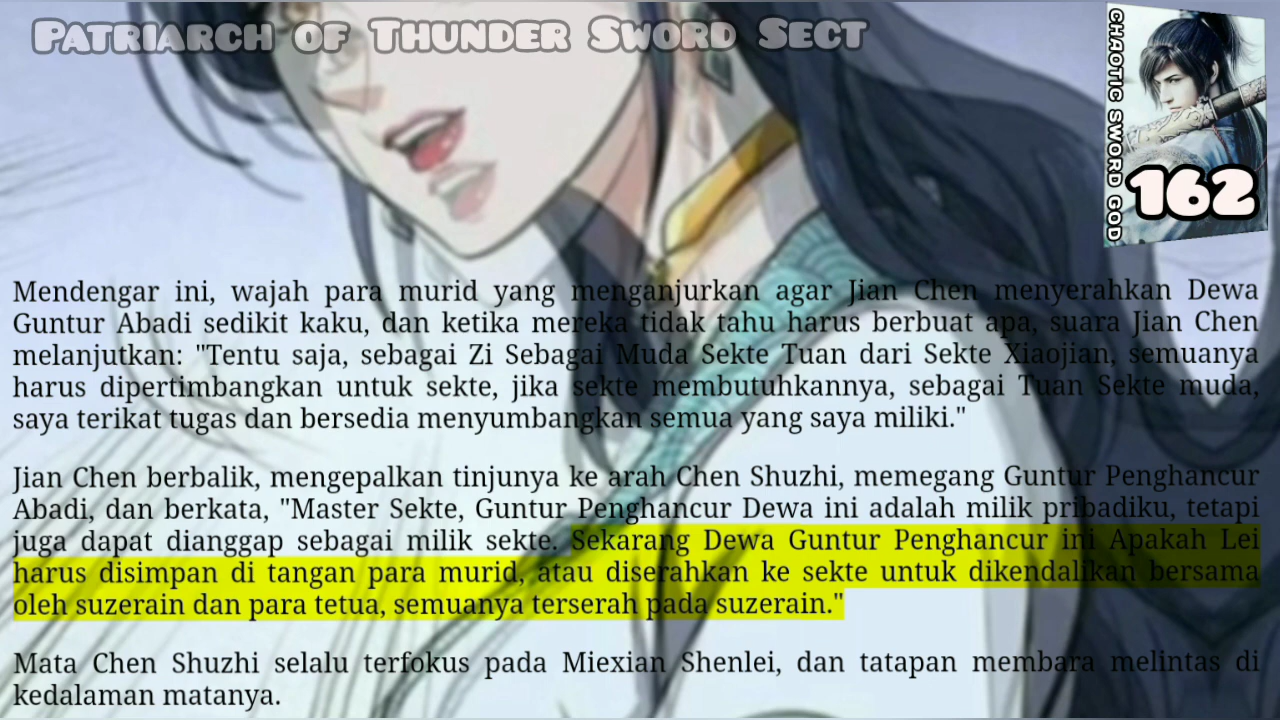 Patriarch of Thunder Sword Sect
CHAOTIC SWORD GOD
162
Mendengar ini, wajah para murid yang menganjurkan agar Jian Chen menyerahkan Dewa
Guntur Abadi sedikit kaku, dan ketika mereka tidak tahu harus berbuat apa, suara Jian Chen
melanjutkan: "Tentu saja, sebagai Zi Sebagai Muda Sekte Tuan dari Sekte Xiaojian, semuanya
harus dipertimbangkan untuk sekte, jika sekte membutuhkannya, sebagai Tuan Sekte muda,
saya terikat tugas dan bersedia menyumbangkan semua yang saya miliki."
Jian Chen berbalik, mengepalkan tinjunya ke arah Chen Shuzhi, memegang Guntur Penghancur
Abadi, dan berkata, "Master Sekte, Guntur Penghancur Dewa ini adalah milik pribadiku, tetapi
juga dapat dianggap sebagai milik sekte. Sekarang Dewa Guntur Penghancur ini Apakah Lei
harus disimpan di tangan para murid, atau diserahkan ke sekte untuk dikendalikan bersama
oleh suzerain dan para tetua, semuanya terserah pada suzerain."
Mata Chen Shuzhi selalu terfokus pada Miexian Shenlei, dan tatapan membara melintas di
kedalaman matanya.